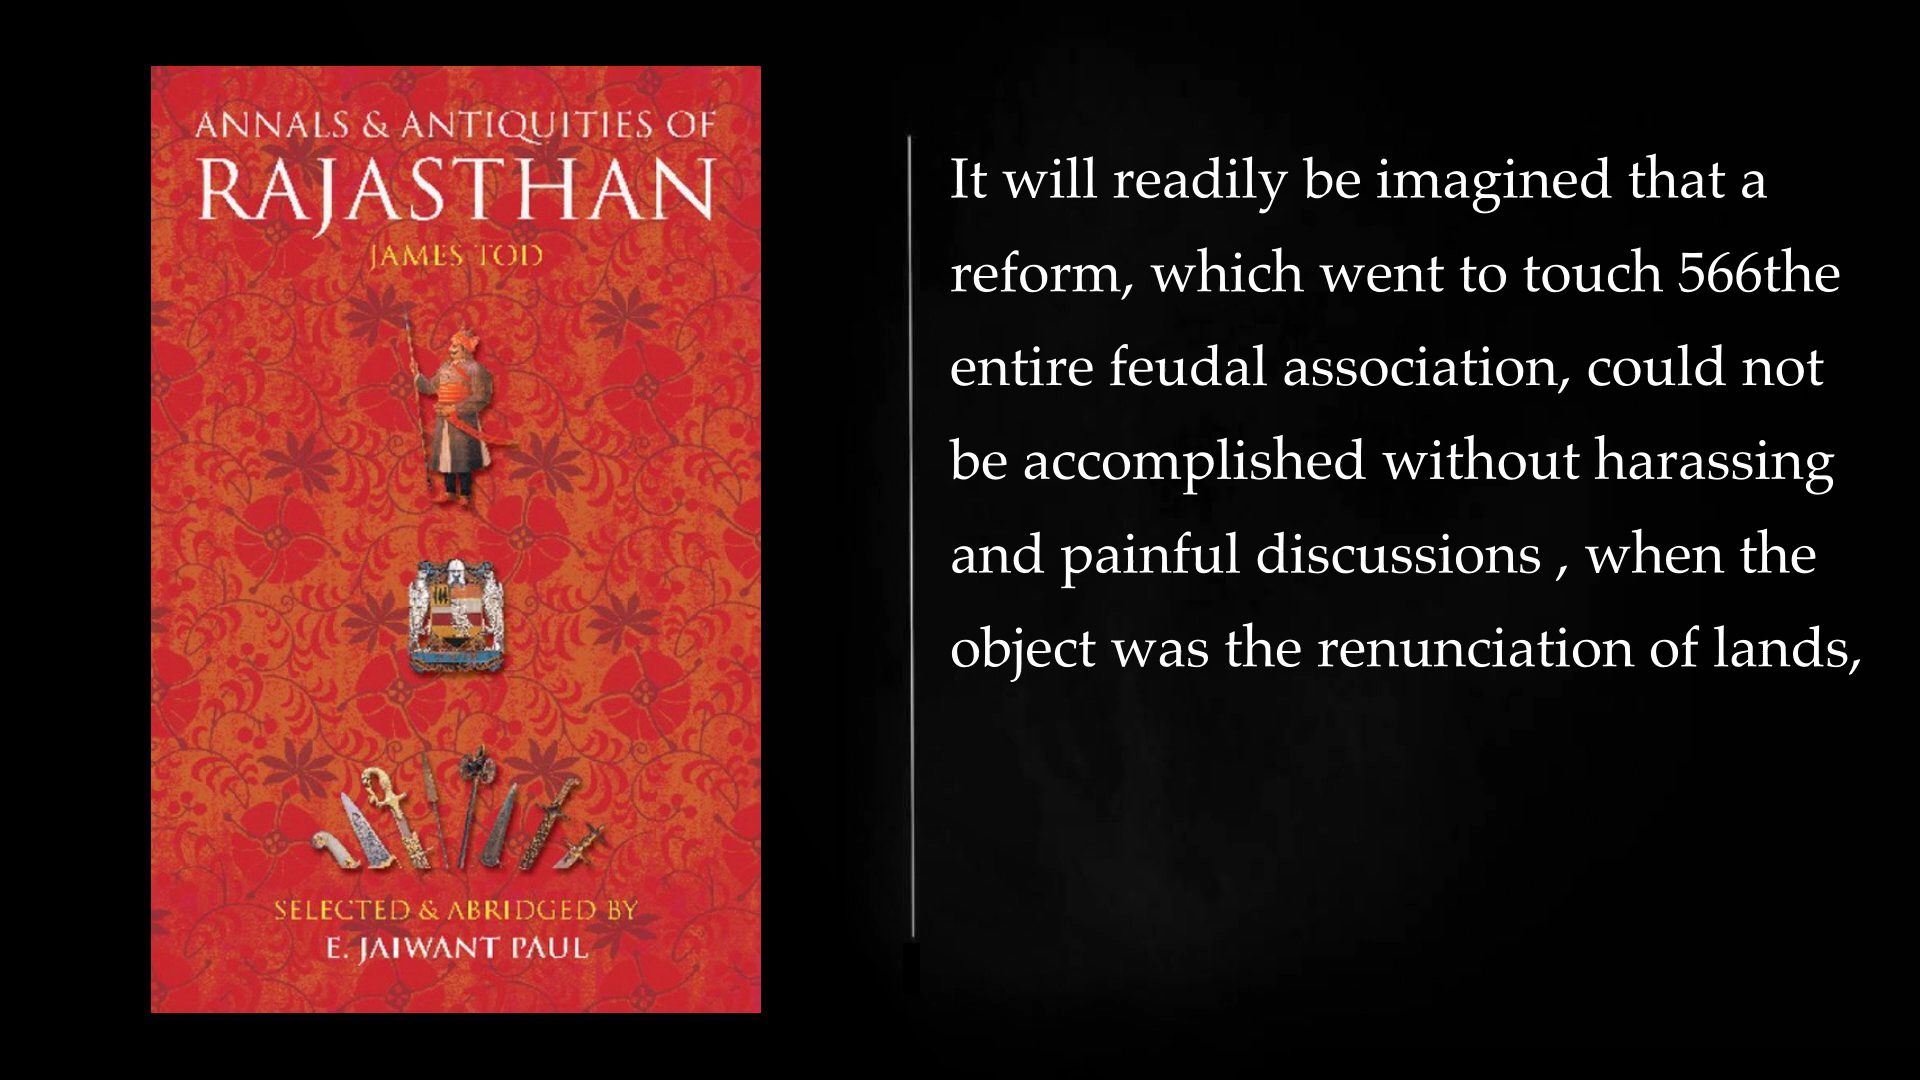 ANNALS & ANTIQUITIES OF
RAJASTHAN
JAMES TOD
SELECTED & ABRIDGED BY
E. JAIWANT PAUL
It will readily be imagined that a
reform, which went to touch 566the
entire feudal association, could not
be accomplished without harassing
and painful discussions , when the
object was the renunciation of lands,